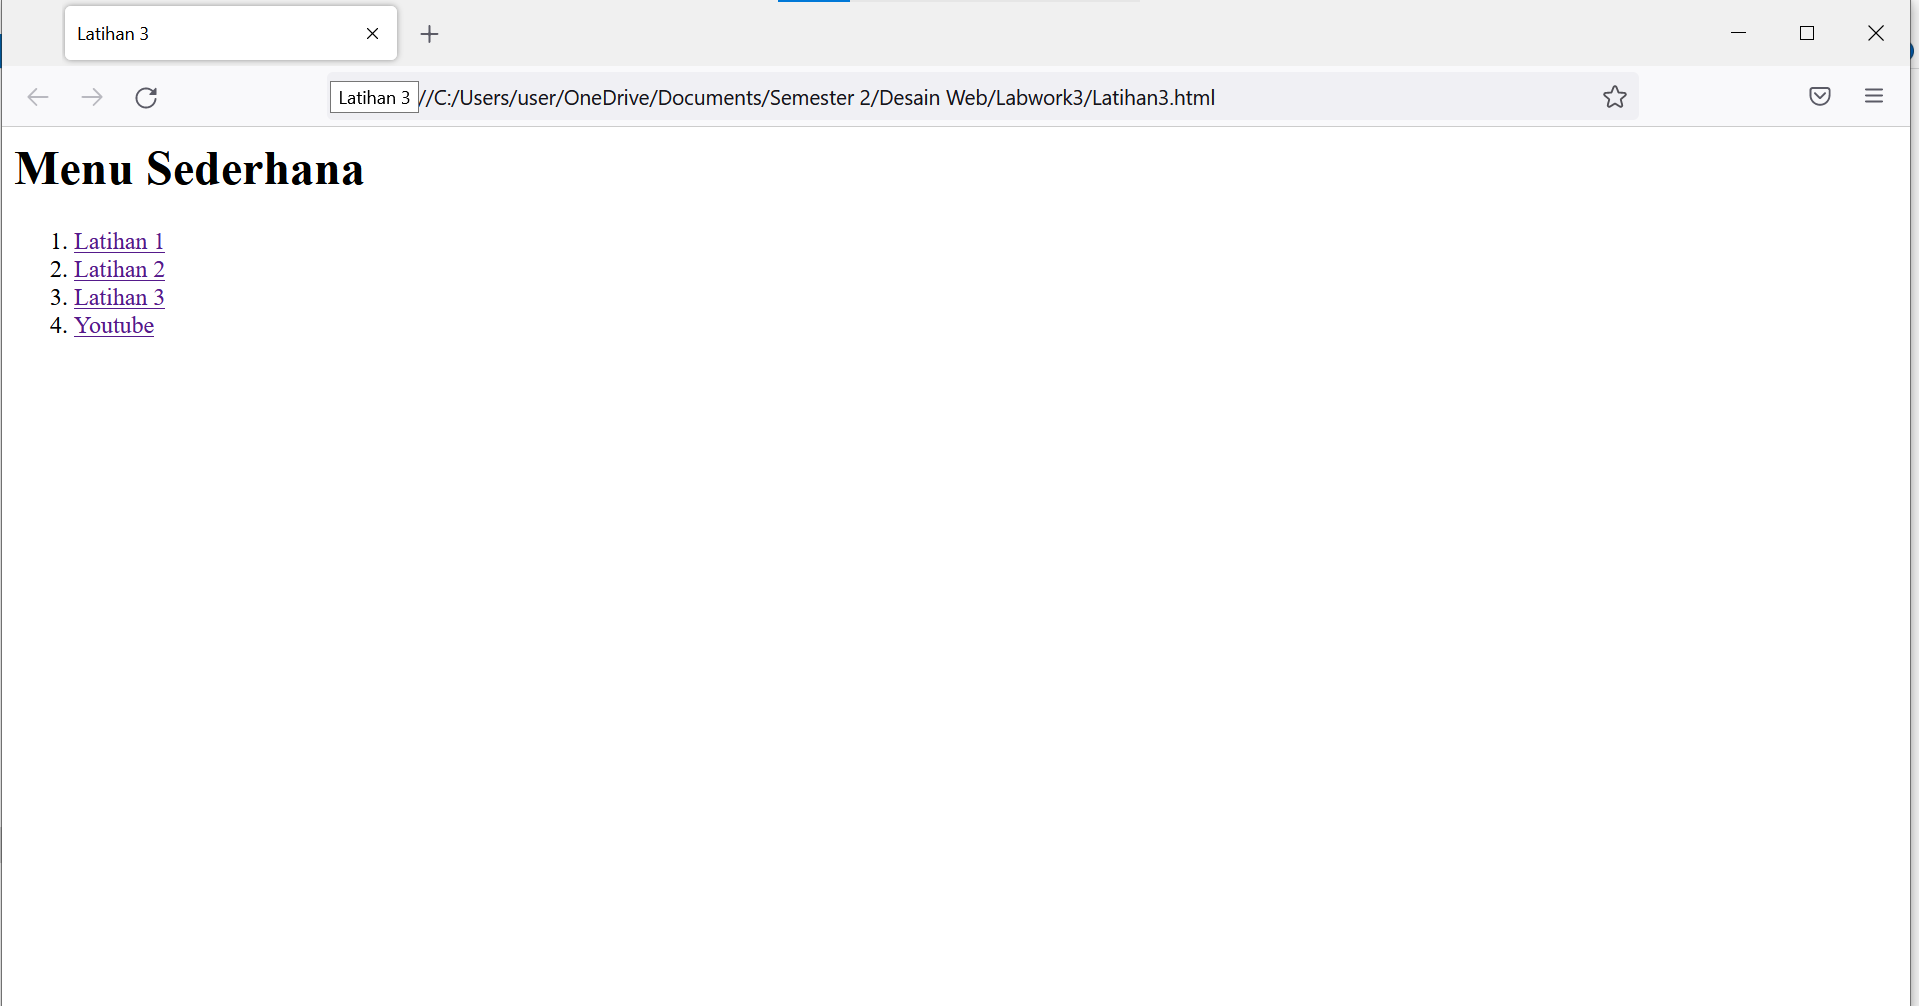 Latihan 3
Latihan 3 //C:/Users/user/OneDrive/Documents/Semester 2/Desain Web/Labwork3/Latihan3.html
Menu Sederhana
1. Latihan 1
2. Latihan 2
3. Latihan 3
4. Youtube